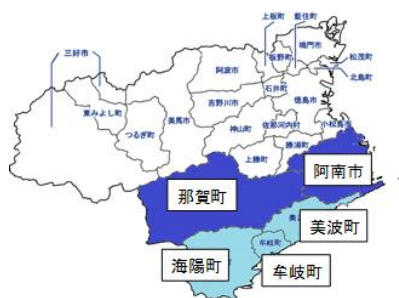 上板町
藍住町
三好市
鳴門市
板野町
松茂町
北島町
阿波市
石井町
東みよし町
吉野川市
徳島市
美馬市
つるぎ町
神山町
佐那河内村
小松島市
勝浦町
上勝町
阿南市
那賀町
美波町
牟岐町
海陽町
牟岐町